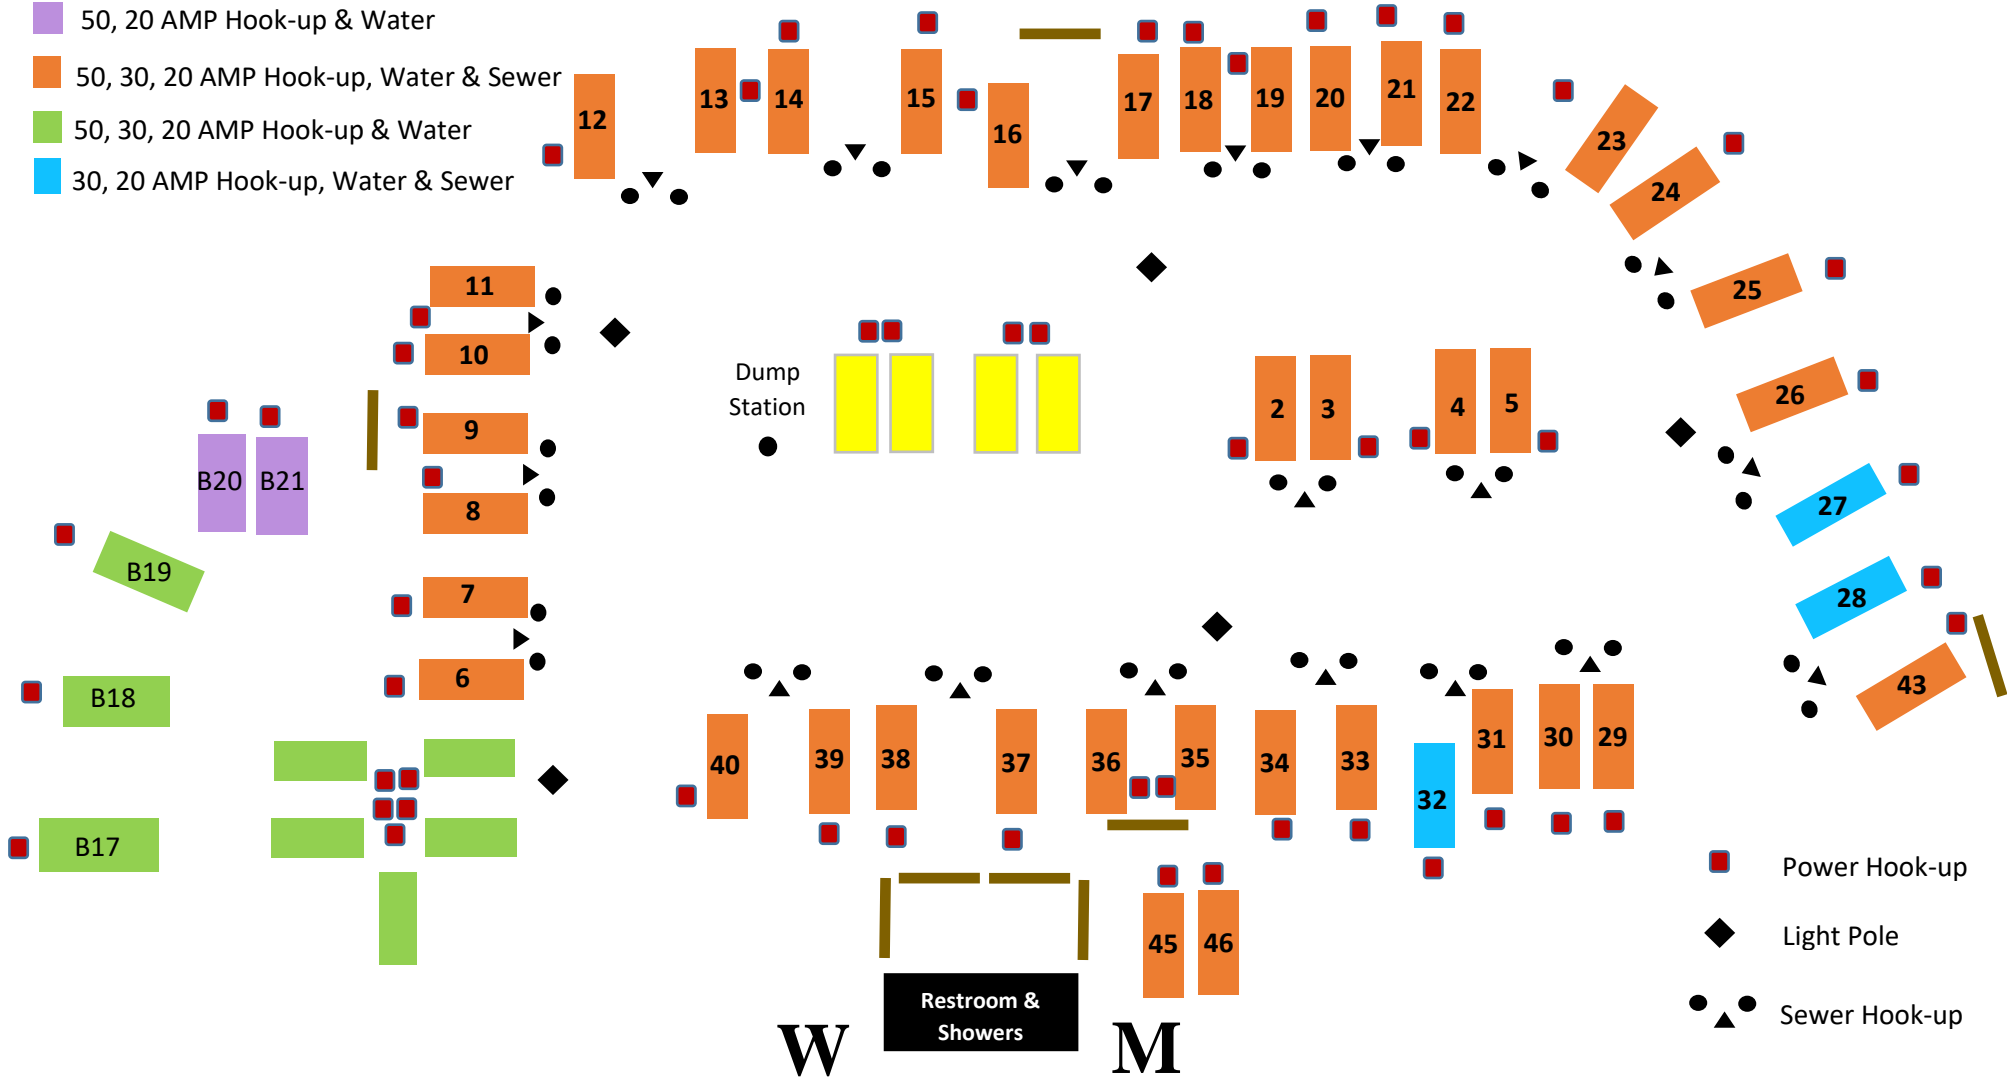 50, 20 AMP Hook-up & Water
50, 30, 20 AMP Hook-up, Water & Sewer
50, 30, 20 AMP Hook-up & Water
30, 20 AMP Hook-up, Water & Sewer
12
13
14
15
16
17
18
19
20
21
22
23
24
25
26
27
28
43
11
10
9
8
7
6
B20
B21
B19
B18
B17
Dump
Station
2
3
4
5
40
39
38
37
36
35
34
33
32
31
30
29
45
46
Restroom &
Showers
W
M
Power Hook-up
Light Pole
Sewer Hook-up